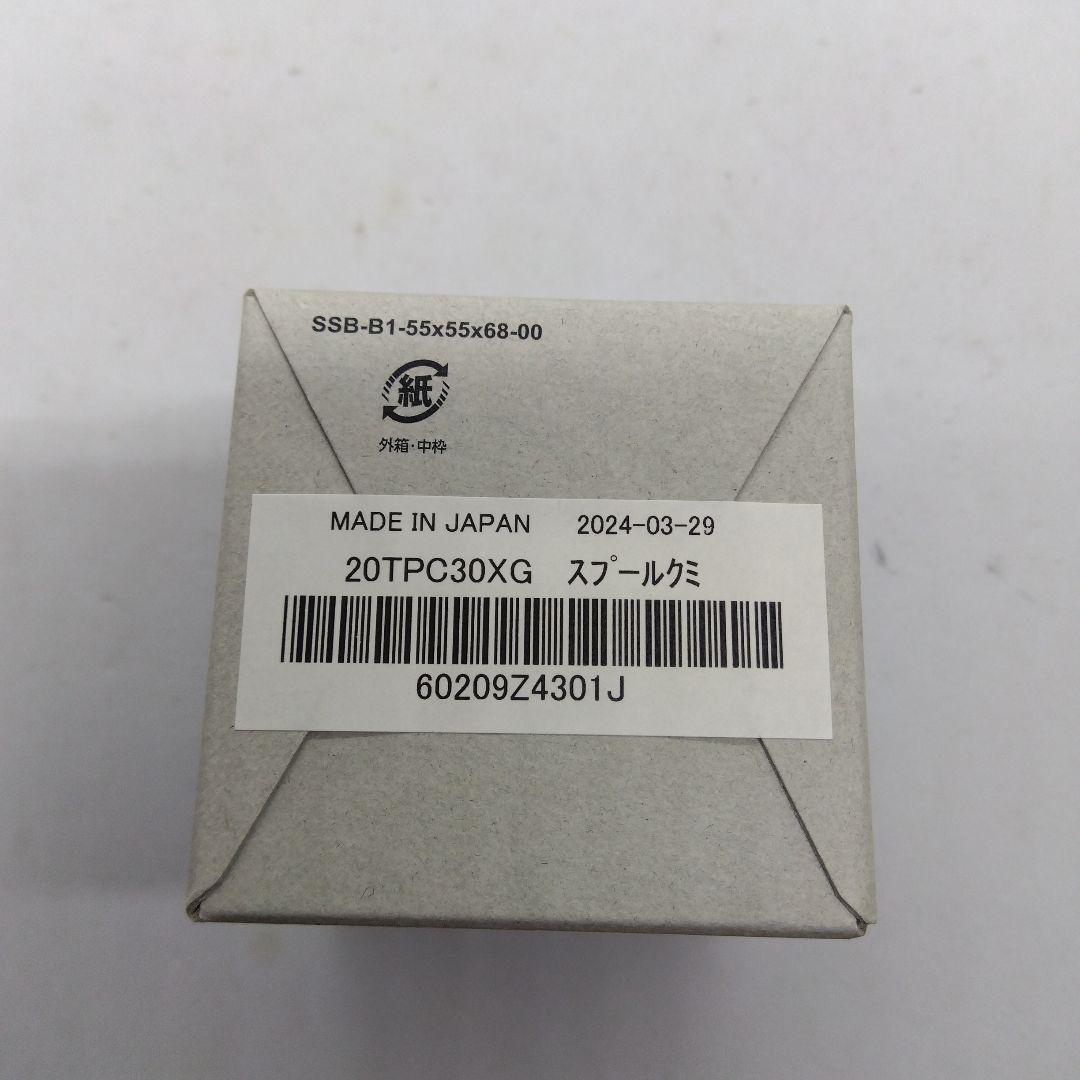 SSB-B1-55x55x68-00
紙
外箱・中枠
MADE IN JAPAN 2024-03-29
20TPC30XG ｽﾌﾟｰﾙｸﾐ
60209Z4301J